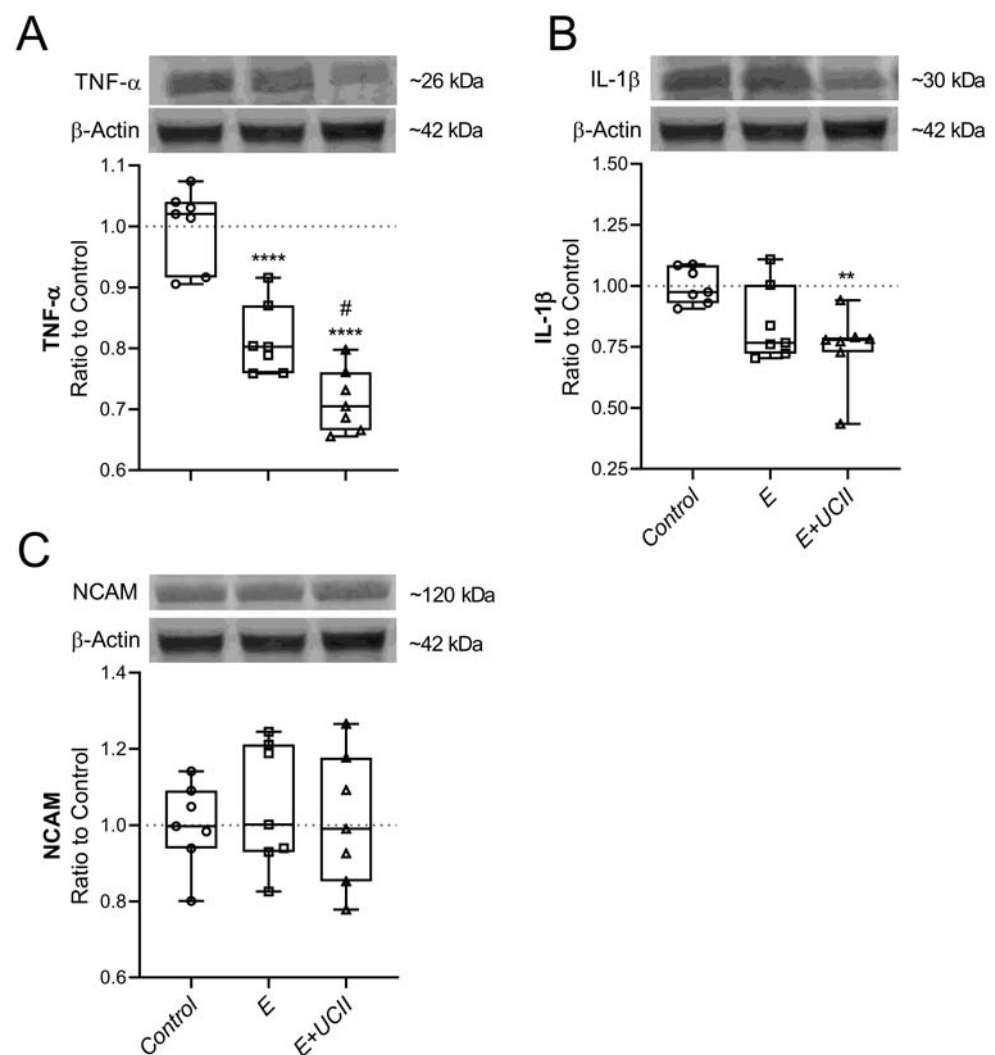 A
TNF-α
~26 kDa
β-Actin
~42 kDa
TNF-α
Ratio to Control
1.1
1.0
0.9
0.8
0.7
0.6
****
#
****
B
IL-1β
~30 kDa
β-Actin
~42 kDa
IL-1β
Ratio to Control
1.50
1.25
1.00
0.75
0.50
0.25
**
Control
E
E+UCII
C
NCAM
~120 kDa
β-Actin
~42 kDa
NCAM
Ratio to Control
1.4
1.2
1.0
0.8
0.6
Control
E
E+UCII